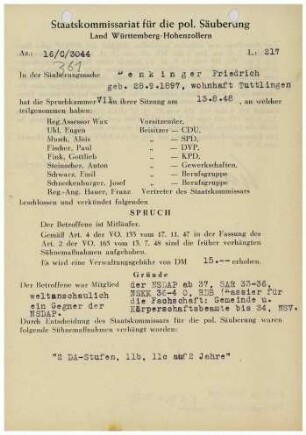 Staatskommissariat für die pol. Säuberung
Land Württemberg-Hohenzollern
Az.: 16/C/3044 L.: 217
361
In der Säuberungssache Denkinger Friedrich
geb. 28.9.1897, wohnhaft Tuttlingen
hat die Spruchkammer VII in ihrer Sitzung am 13.8.48, an welcher
teilgenommen haben:
Reg.Assessor Wax Vorsitzender,
Uhl, Eugen Beisitzer — CDU,
Munch, Alois „ — SPD,
Fischer, Paul „ — DVP,
Fink, Gottlieb „ — KPD,
Steinacher, Anton „ — Gewerkschaften,
Schwarz, Emil „ — Berufsgruppe
Schneckenburger, Josef „ — Berufsgruppe
Reg.-Ang. Hauer, Franz Vertreter des Staatskommissars
beschlossen und verkündet folgenden
SPRUCH
Der Betroffene ist Mitläufer.
Gemäß Art. 4 der VO. 133 vom 17. 11. 47 in der Fassung des
Art. 2 der VO. 165 vom 13. 7. 48 sind die früher verhängten
Sühnemaßnahmen aufgehoben.
Es wird eine Verwaltungsgebühr von DM 15.-- erhoben.
Gründe
Der Betroffene war Mitglied der NSDAP ab 37, SAR 33-36,
weltanschaulich ein Gegner der NSDAP.
NSKK 36-4 , RDB (Kassier für
die Fachschaft: Gemeinde u.
Körperschaftsbeamte bis 34, NSV.
Durch Entscheidung des Staatskommissars für die pol. Säuberung waren
folgende Sühnemaßnahmen verhängt worden:
"2 DA-Stufen, 11b, 11c auf 2 Jahre"